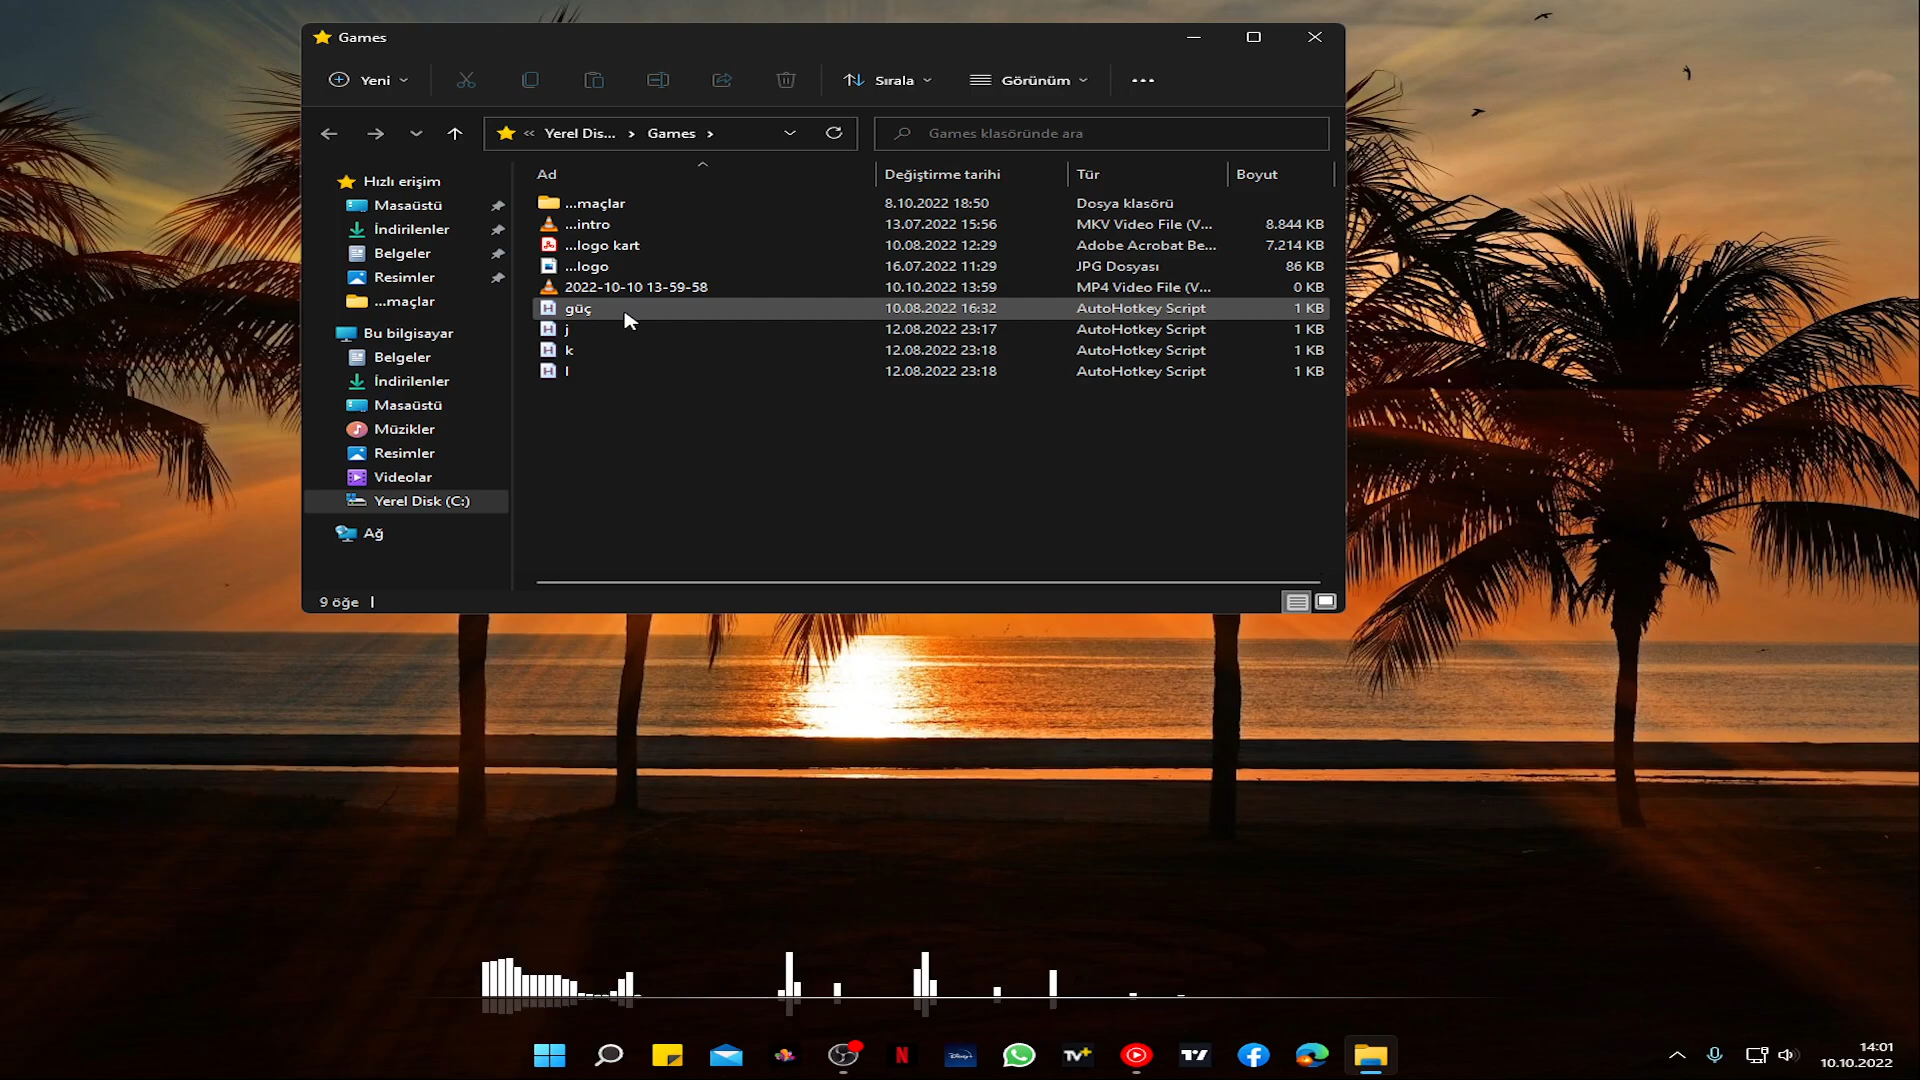 Games
Yeni
Sırala
Görünüm
Yerel Dis...
Games
Games klasöründe ara
Ad
Değiştirme tarihi
Tür
Boyut
...maçlar
8.10.2022 18:50
Dosya klasörü
...intro
13.07.2022 15:56
MKV Video File (V...
8.844 KB
...logo kart
10.08.2022 12:29
Adobe Acrobat Be...
7.214 KB
...logo
16.07.2022 11:29
JPG Dosyası
86 KB
2022-10-10 13-59-58
10.10.2022 13:59
MP4 Video File (V...
0 KB
güç
10.08.2022 16:32
AutoHotkey Script
1 KB
j
12.08.2022 23:17
AutoHotkey Script
1 KB
k
12.08.2022 23:18
AutoHotkey Script
1 KB
l
12.08.2022 23:18
AutoHotkey Script
1 KB
Hızlı erişim
Masaüstü
İndirilenler
Belgeler
Resimler
...maçlar
Bu bilgisayar
Belgeler
İndirilenler
Masaüstü
Müzikler
Resimler
Videolar
Yerel Disk (C:)
Ağ
9 öğe
N
Disney+
TV+
14:01
10.10.2022